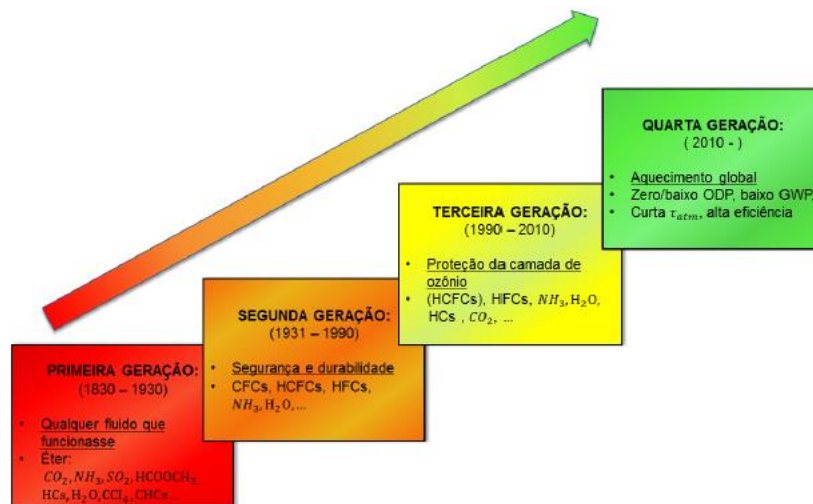 PRIMEIRA GERAÇÃO:
(1830 – 1930)
• Qualquer fluido que
funcionasse
• Éter:
CO₂, NH₃, SO₂, HCOOCH₃
HCs, H₂O, CCl₄, CHCs...
SEGUNDA GERAÇÃO:
(1931 – 1990)
• Segurança e durabilidade
• CFCs, HCFCs, HFCs,
NH₃, H₂O, ...
TERCEIRA GERAÇÃO:
(1990 – 2010)
• Proteção da camada de
ozônio
• (HCFCs), HFCs, NH₃, H₂O,
HCs , CO₂, ...
QUARTA GERAÇÃO:
( 2010 - )
• Aquecimento global
• Zero/baixo ODP, baixo GWP,
• Curta τₐₜₘ, alta eficiência